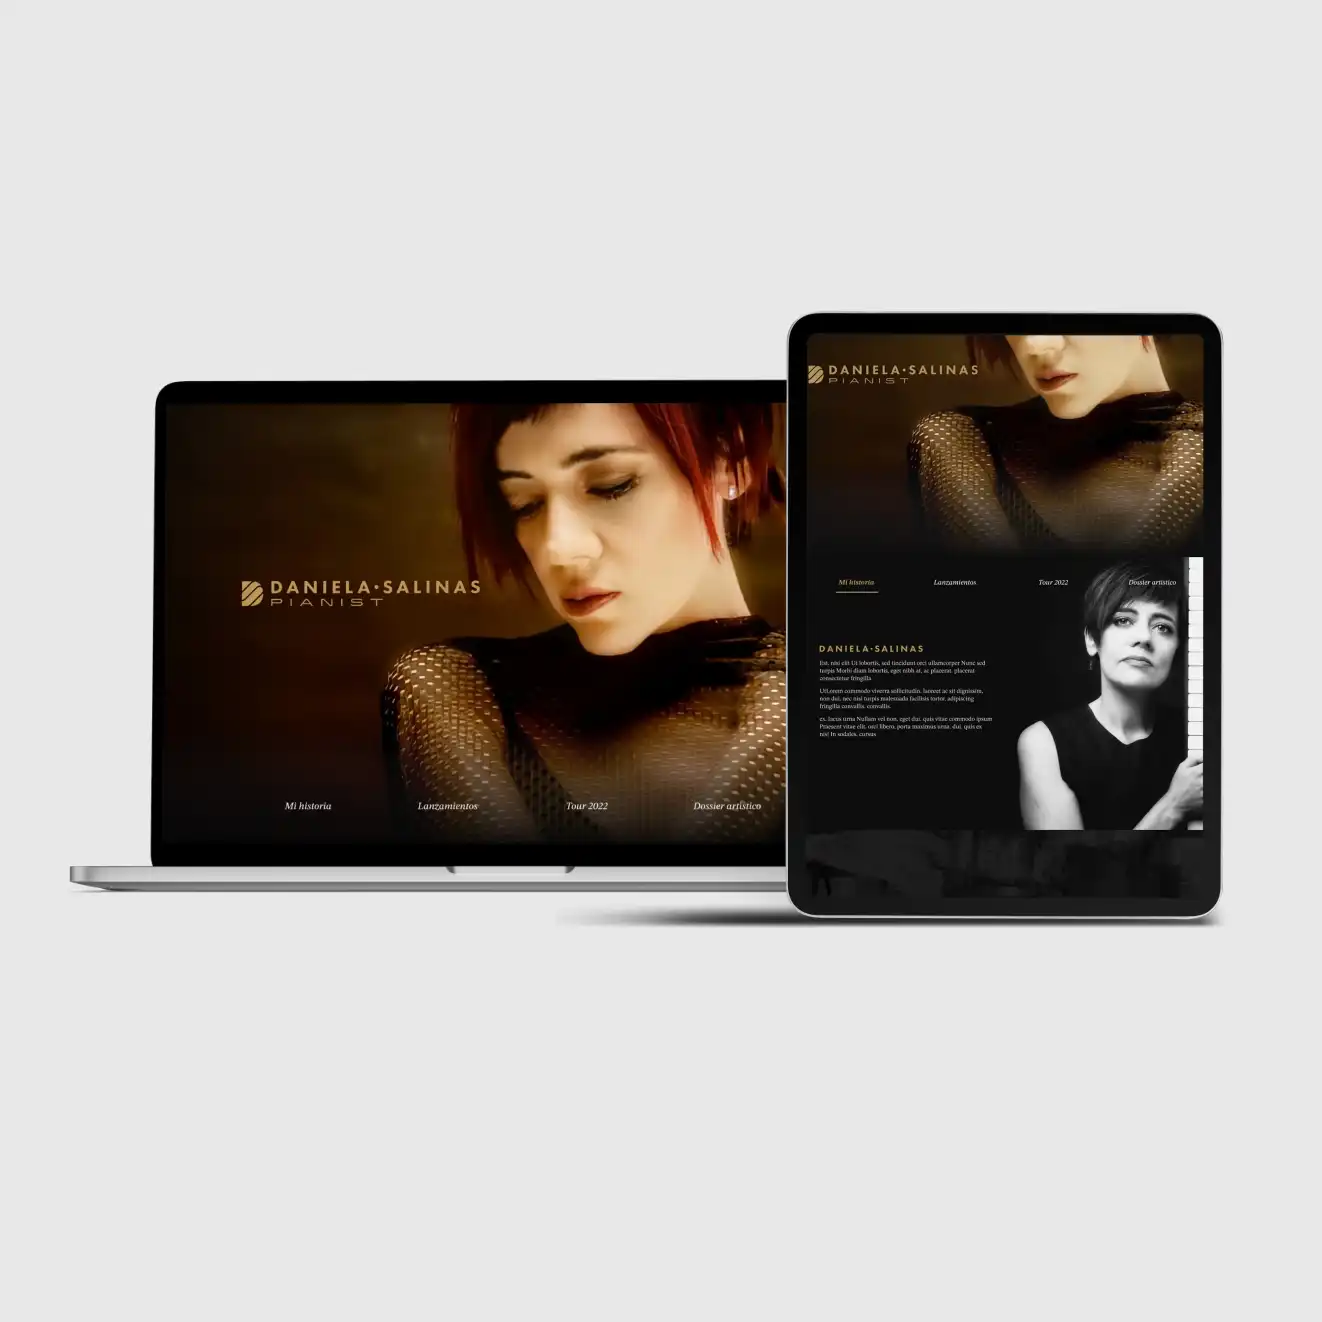 DANIELA·SALINAS
PIANIST
Mi historia Lanzamientos Tour 2022 Dossier artístico
DANIELA·SALINAS
PIANIST
Mi historia Lanzamientos Tour 2022 Dossier artístico
DANIELA·SALINAS
Est, nisi elit Ut lobortis, sed tincidunt orci ullamcorper Nunc sed
turpis Morbi diam lobortis, eget nibh at, ac placerat. placerat
consectetur fringilla
UtLorem commodo viverra sollicitudin. laoreet ac sit dignissim,
non dui, nec nisi turpis malesuada facilisis tortor, adipiscing
fringilla convallis. convallis.
ex. lacus urna Nullam vel non, eget dui. quis vitae commodo ipsum
Praesent vitae elit. orci libero, porta maximus urna. dui, quis ex
nisi In sodales. cursus